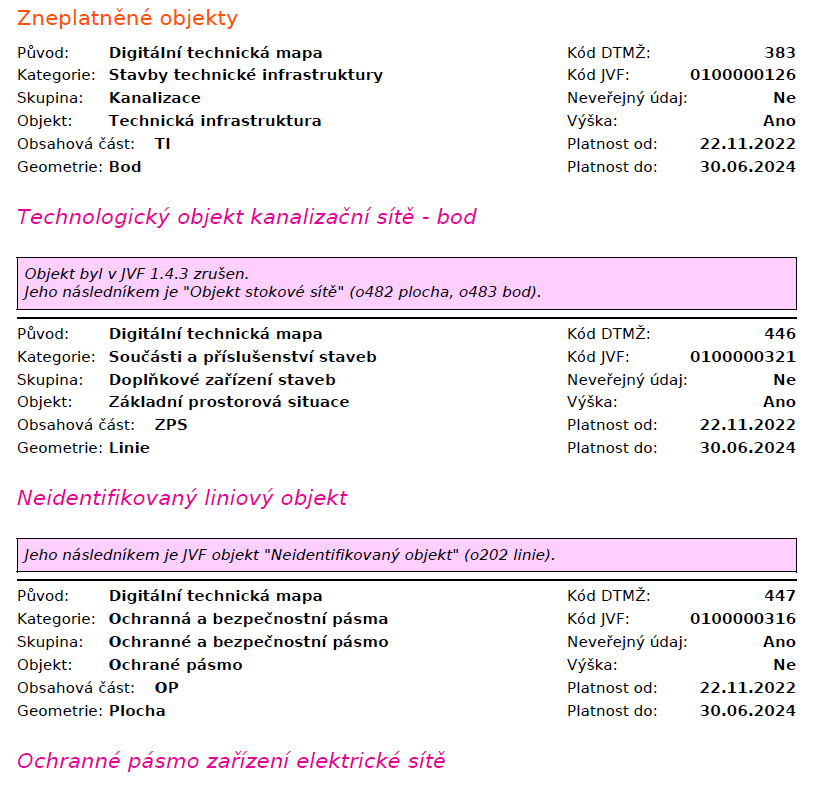 Zneplatněné objekty
Původ: Digitální technická mapa Kód DTMŽ: 383
Kategorie: Stavby technické infrastruktury Kód JVF: 0100000126
Skupina: Kanalizace Neveřejný údaj: Ne
Objekt: Technická infrastruktura Výška: Ano
Obsahová část: TI Platnost od: 22.11.2022
Geometrie: Bod Platnost do: 30.06.2024
Technologický objekt kanalizační sítě - bod
Objekt byl v JVF 1.4.3 zrušen.
Jeho následníkem je "Objekt stokové sítě" (o482 plocha, o483 bod).
Původ: Digitální technická mapa Kód DTMŽ: 446
Kategorie: Součásti a příslušenství staveb Kód JVF: 0100000321
Skupina: Doplňkové zařízení staveb Neveřejný údaj: Ne
Objekt: Základní prostorová situace Výška: Ano
Obsahová část: ZPS Platnost od: 22.11.2022
Geometrie: Linie Platnost do: 30.06.2024
Neidentifikovaný liniový objekt
Jeho následníkem je JVF objekt "Neidentifikovaný objekt" (o202 linie).
Původ: Digitální technická mapa Kód DTMŽ: 447
Kategorie: Ochranná a bezpečnostní pásma Kód JVF: 0100000316
Skupina: Ochranné a bezpečnostní pásmo Neveřejný údaj: Ano
Objekt: Ochrané pásmo Výška: Ne
Obsahová část: OP Platnost od: 22.11.2022
Geometrie: Plocha Platnost do: 30.06.2024
Ochranné pásmo zařízení elektrické sítě